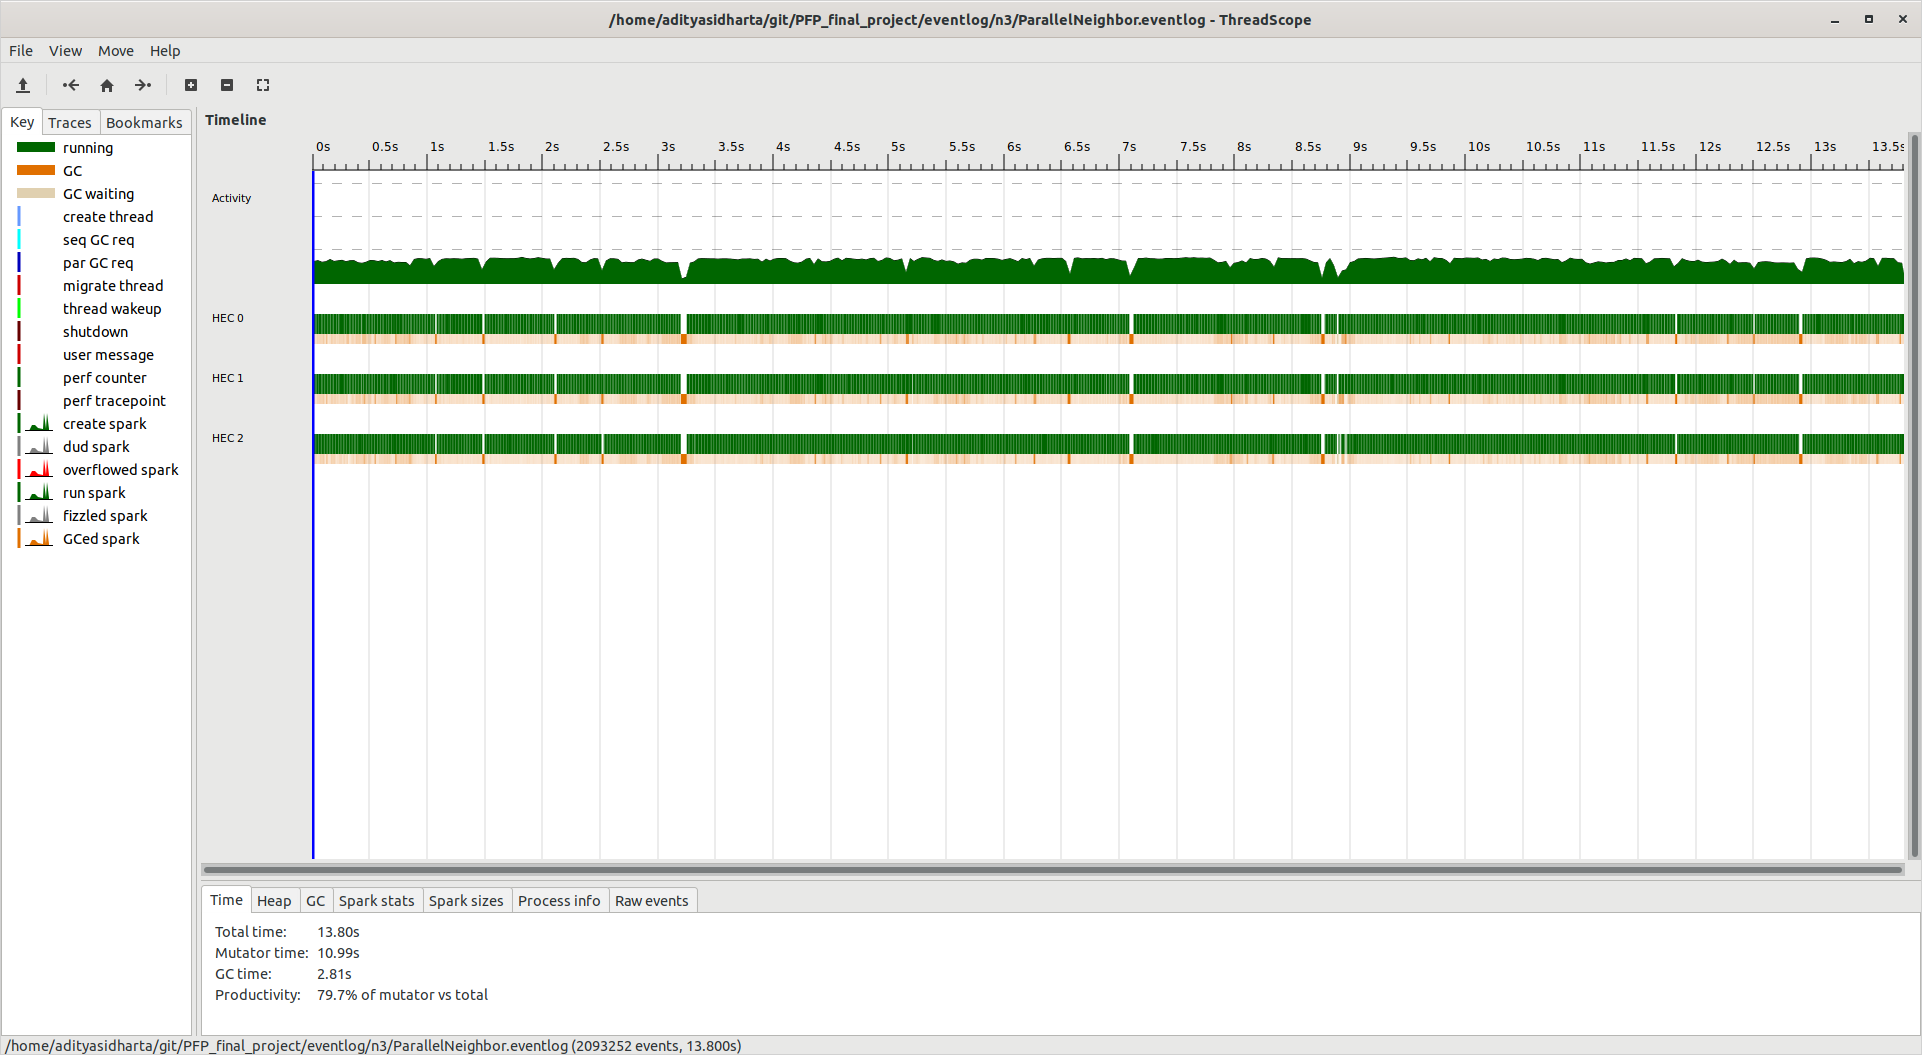 /home/adityasidharta/git/PFP_final_project/eventlog/n3/ParallelNeighbor.eventlog - ThreadScope
File View Move Help
Key Traces Bookmarks
running
GC
GC waiting
create thread
seq GC req
par GC req
migrate thread
thread wakeup
shutdown
user message
perf counter
perf tracepoint
create spark
dud spark
overflowed spark
run spark
fizzled spark
GCed spark
Timeline
0s 0.5s 1s 1.5s 2s 2.5s 3s 3.5s 4s 4.5s 5s 5.5s 6s 6.5s 7s 7.5s 8s 8.5s 9s 9.5s 10s 10.5s 11s 11.5s 12s 12.5s 13s 13.5s
Activity
HEC 0
HEC 1
HEC 2
Time Heap GC Spark stats Spark sizes Process info Raw events
Total time: 13.80s
Mutator time: 10.99s
GC time: 2.81s
Productivity: 79.7% of mutator vs total
/home/adityasidharta/git/PFP_final_project/eventlog/n3/ParallelNeighbor.eventlog (2093252 events, 13.800s)